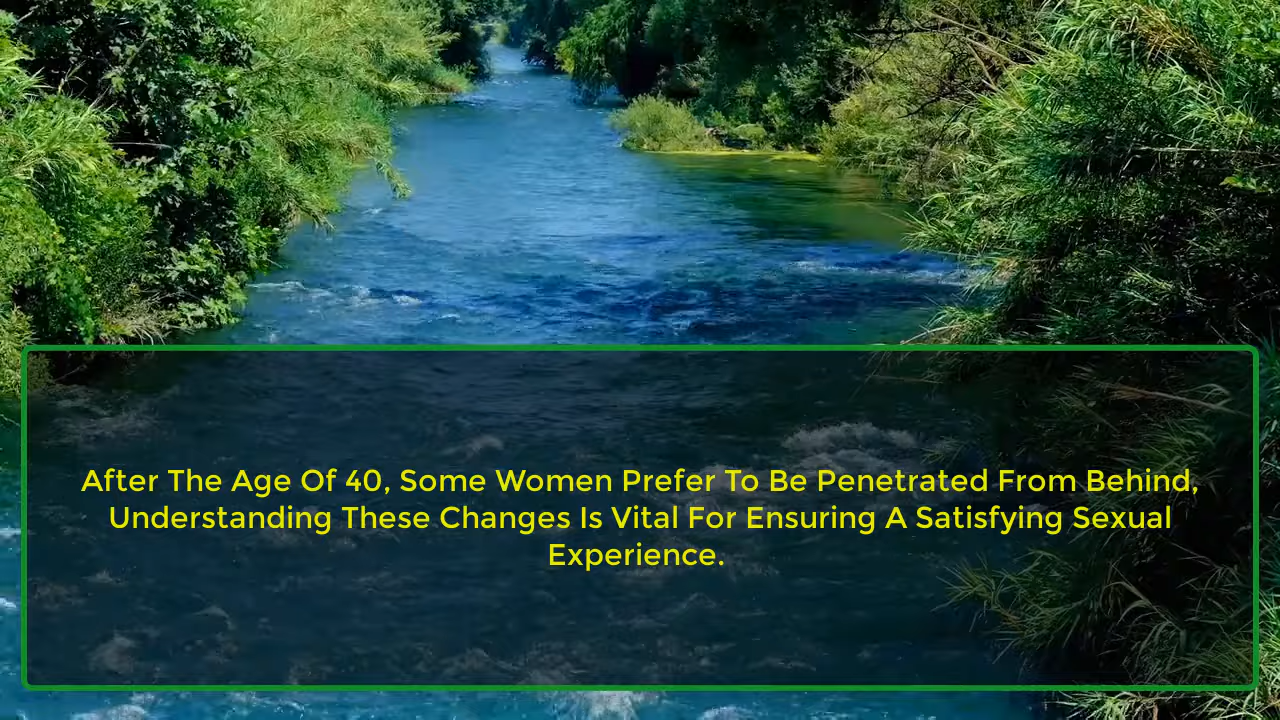 After The Age Of 40, Some Women Prefer To Be Penetrated From Behind,
Understanding These Changes Is Vital For Ensuring A Satisfying Sexual
Experience.